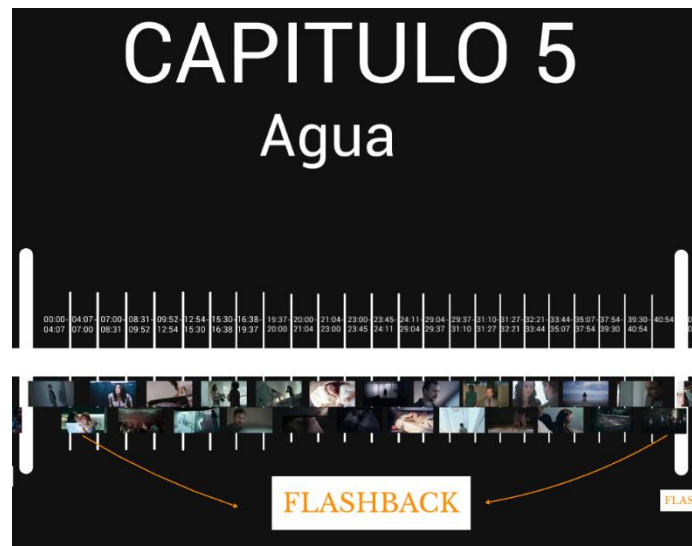 CAPITULO 5
Agua
00:00- 04:07- 07:00- 08:31- 09:52- 12:54- 15:30- 16:38- 19:37- 20:00- 21:04- 23:00- 23:45- 24:11- 29:04- 29:37- 31:10- 31:27- 32:21- 33:44- 35:07- 37:54- 39:30- 40:54-
04:07 07:00 08:31 09:52 12:54 15:30 16:38 19:37 20:00 21:04 23:00 23:45 24:11 29:04 29:37 31:10 31:27 32:21 33:44 35:07 37:54 39:30 40:54
FLASHBACK
FLAS